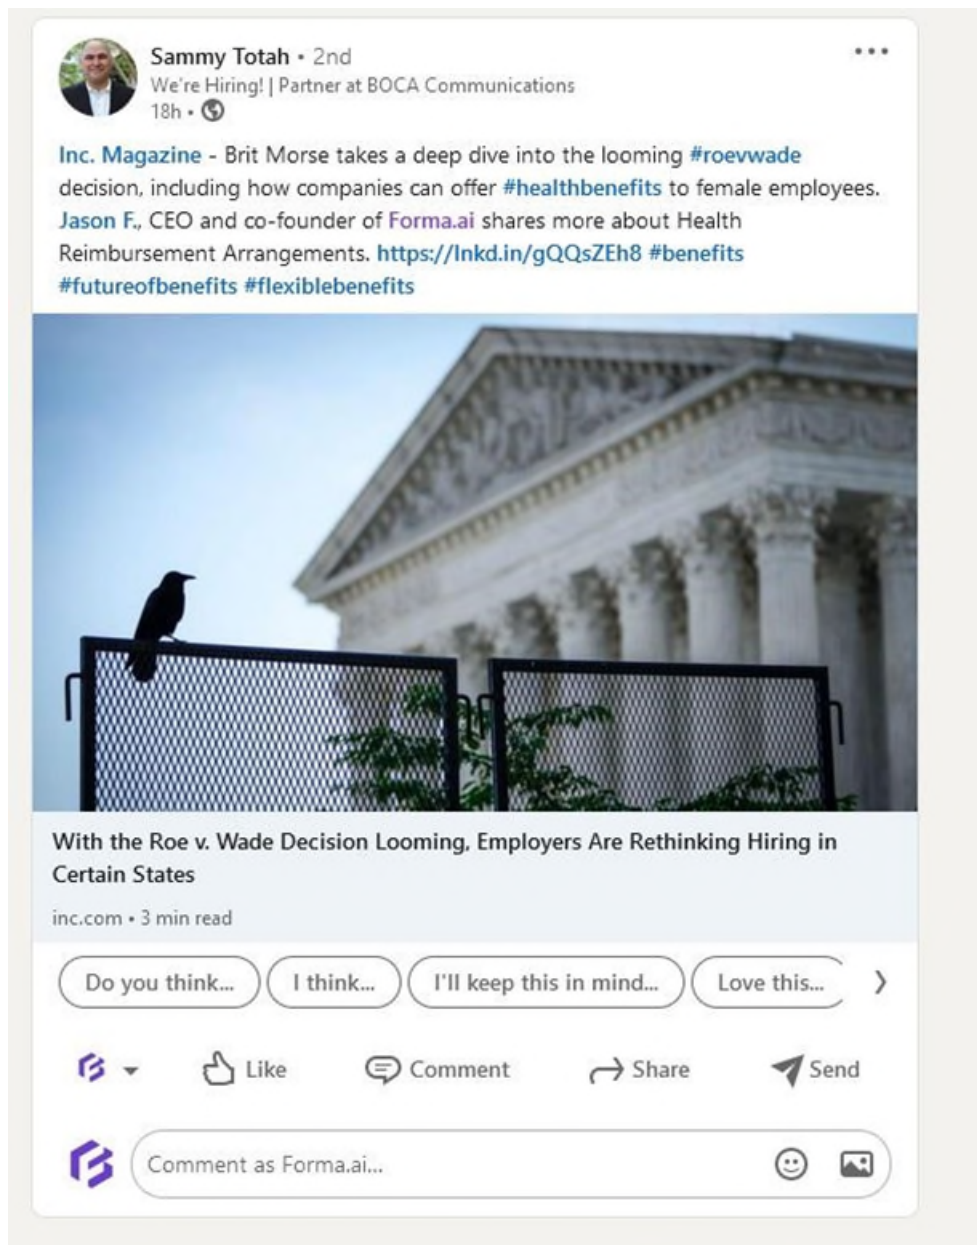 Sammy Totah • 2nd
We're Hiring! | Partner at BOCA Communications
18h •
Inc. Magazine - Brit Morse takes a deep dive into the looming #roevwade
decision, including how companies can offer #healthbenefits to female employees.
Jason F., CEO and co-founder of Forma.ai shares more about Health
Reimbursement Arrangements. https://lnkd.in/gQQsZEh8 #benefits
#futureofbenefits #flexiblebenefits
With the Roe v. Wade Decision Looming, Employers Are Rethinking Hiring in
Certain States
inc.com • 3 min read
Do you think... I think... I'll keep this in mind... Love this...
Like Comment Share Send
Comment as Forma.ai...